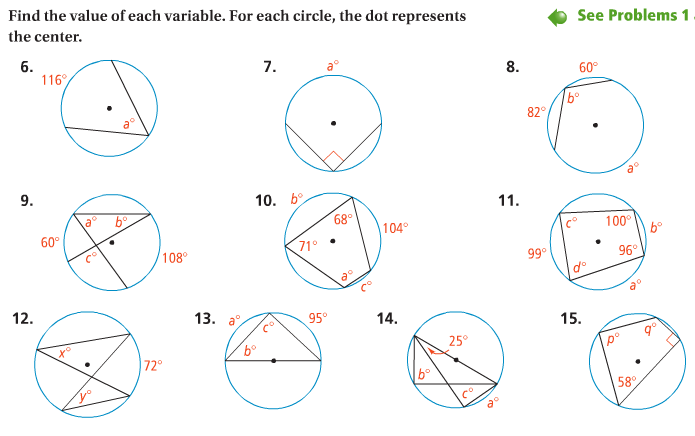 Find the value of each variable. For each circle, the dot represents
the center.
See Problems 1
6.
116°
a°
7.
a°
8.
60°
b°
82°
a°
9.
a°
b°
60°
c°
108°
10.
b°
68°
104°
71°
a°
c°
11.
c°
100°
b°
99°
96°
d°
a°
12.
x°
72°
y°
13.
a°
95°
c°
b°
14.
25°
b°
c°
a°
15.
p°
q°
58°